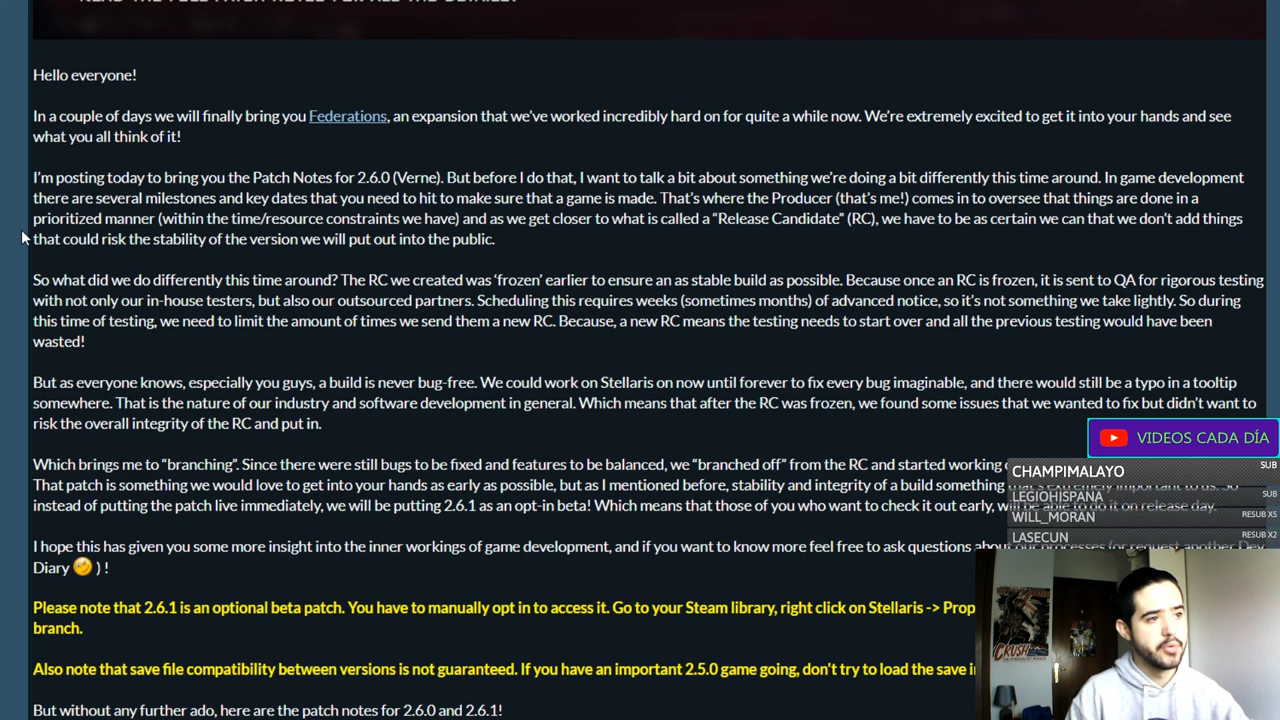 Hello everyone!
In a couple of days we will finally bring you Federations, an expansion that we've worked incredibly hard on for quite a while now. We're extremely excited to get it into your hands and see
what you all think of it!
I'm posting today to bring you the Patch Notes for 2.6.0 (Verne). But before I do that, I want to talk a bit about something we're doing a bit differently this time around. In game development
there are several milestones and key dates that you need to hit to make sure that a game is made. That's where the Producer (that's me!) comes in to oversee that things are done in a
prioritized manner (within the time/resource constraints we have) and as we get closer to what is called a "Release Candidate" (RC), we have to be as certain we can that we don't add things
that could risk the stability of the version we will put out into the public.
So what did we do differently this time around? The RC we created was 'frozen' earlier to ensure an as stable build as possible. Because once an RC is frozen, it is sent to QA for rigorous testing
with not only our in-house testers, but also our outsourced partners. Scheduling this requires weeks (sometimes months) of advanced notice, so it's not something we take lightly. So during
this time of testing, we need to limit the amount of times we send them a new RC. Because, a new RC means the testing needs to start over and all the previous testing would have been
wasted!
But as everyone knows, especially you guys, a build is never bug-free. We could work on Stellaris on now until forever to fix every bug imaginable, and there would still be a typo in a tooltip
somewhere. That is the nature of our industry and software development in general. Which means that after the RC was frozen, we found some issues that we wanted to fix but didn't want to
risk the overall integrity of the RC and put in.
Which brings me to "branching". Since there were still bugs to be fixed and features to be balanced, we "branched off" from the RC and started working
That patch is something we would love to get into your hands as early as possible, but as I mentioned before, stability and integrity of a build something that's extremely important to us. So
instead of putting the patch live immediately, we will be putting 2.6.1 as an opt-in beta! Which means that those of you who want to check it out early, will be able to do it on release day.
I hope this has given you some more insight into the inner workings of game development, and if you want to know more feel free to ask questions about our processes (or request another Dev
Diary ) !
Please note that 2.6.1 is an optional beta patch. You have to manually opt in to access it. Go to your Steam library, right click on Stellaris -> Prop
branch.
Also note that save file compatibility between versions is not guaranteed. If you have an important 2.5.0 game going, don't try to load the save
But without any further ado, here are the patch notes for 2.6.0 and 2.6.1!
VIDEOS CADA DÍA
CHAMPIMALAYO SUB
LEGIOHISPANA SUB
WILL_MORAN RESUB X5
LASECUN RESUB X2
CRUSH